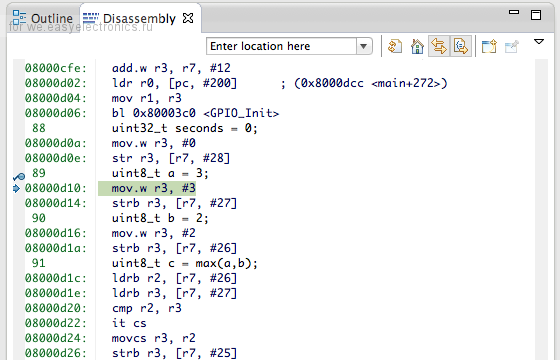 Outline Disassembly
for we.easyelectronics.ru
Enter location here
08000cfe: add.w r3, r7, #12
08000d02: ldr r0, [pc, #200] ; (0x8000dcc <main+272>)
08000d04: mov r1, r3
08000d06: bl 0x80003c0 <GPIO_Init>
88 uint32_t seconds = 0;
08000d0a: mov.w r3, #0
08000d0e: str r3, [r7, #28]
89 uint8_t a = 3;
08000d10: mov.w r3, #3
08000d14: strb r3, [r7, #27]
90 uint8_t b = 2;
08000d16: mov.w r3, #2
08000d1a: strb r3, [r7, #26]
91 uint8_t c = max(a,b);
08000d1c: ldrb r2, [r7, #26]
08000d1e: ldrb r3, [r7, #27]
08000d20: cmp r2, r3
08000d22: it cs
08000d24: movcs r3, r2
08000d26: strb r3, [r7, #25]